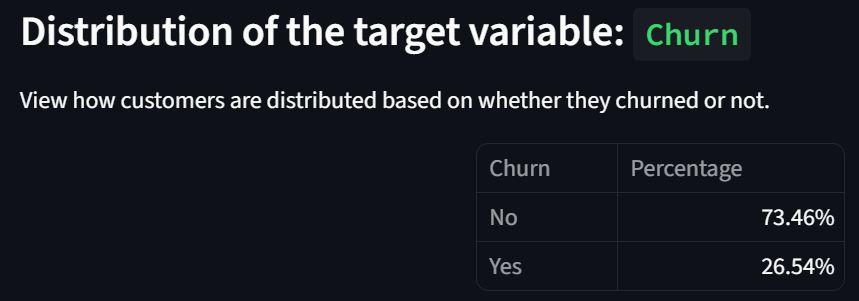 Distribution of the target variable: Churn
View how customers are distributed based on whether they churned or not.
Churn Percentage
No 73.46%
Yes 26.54%